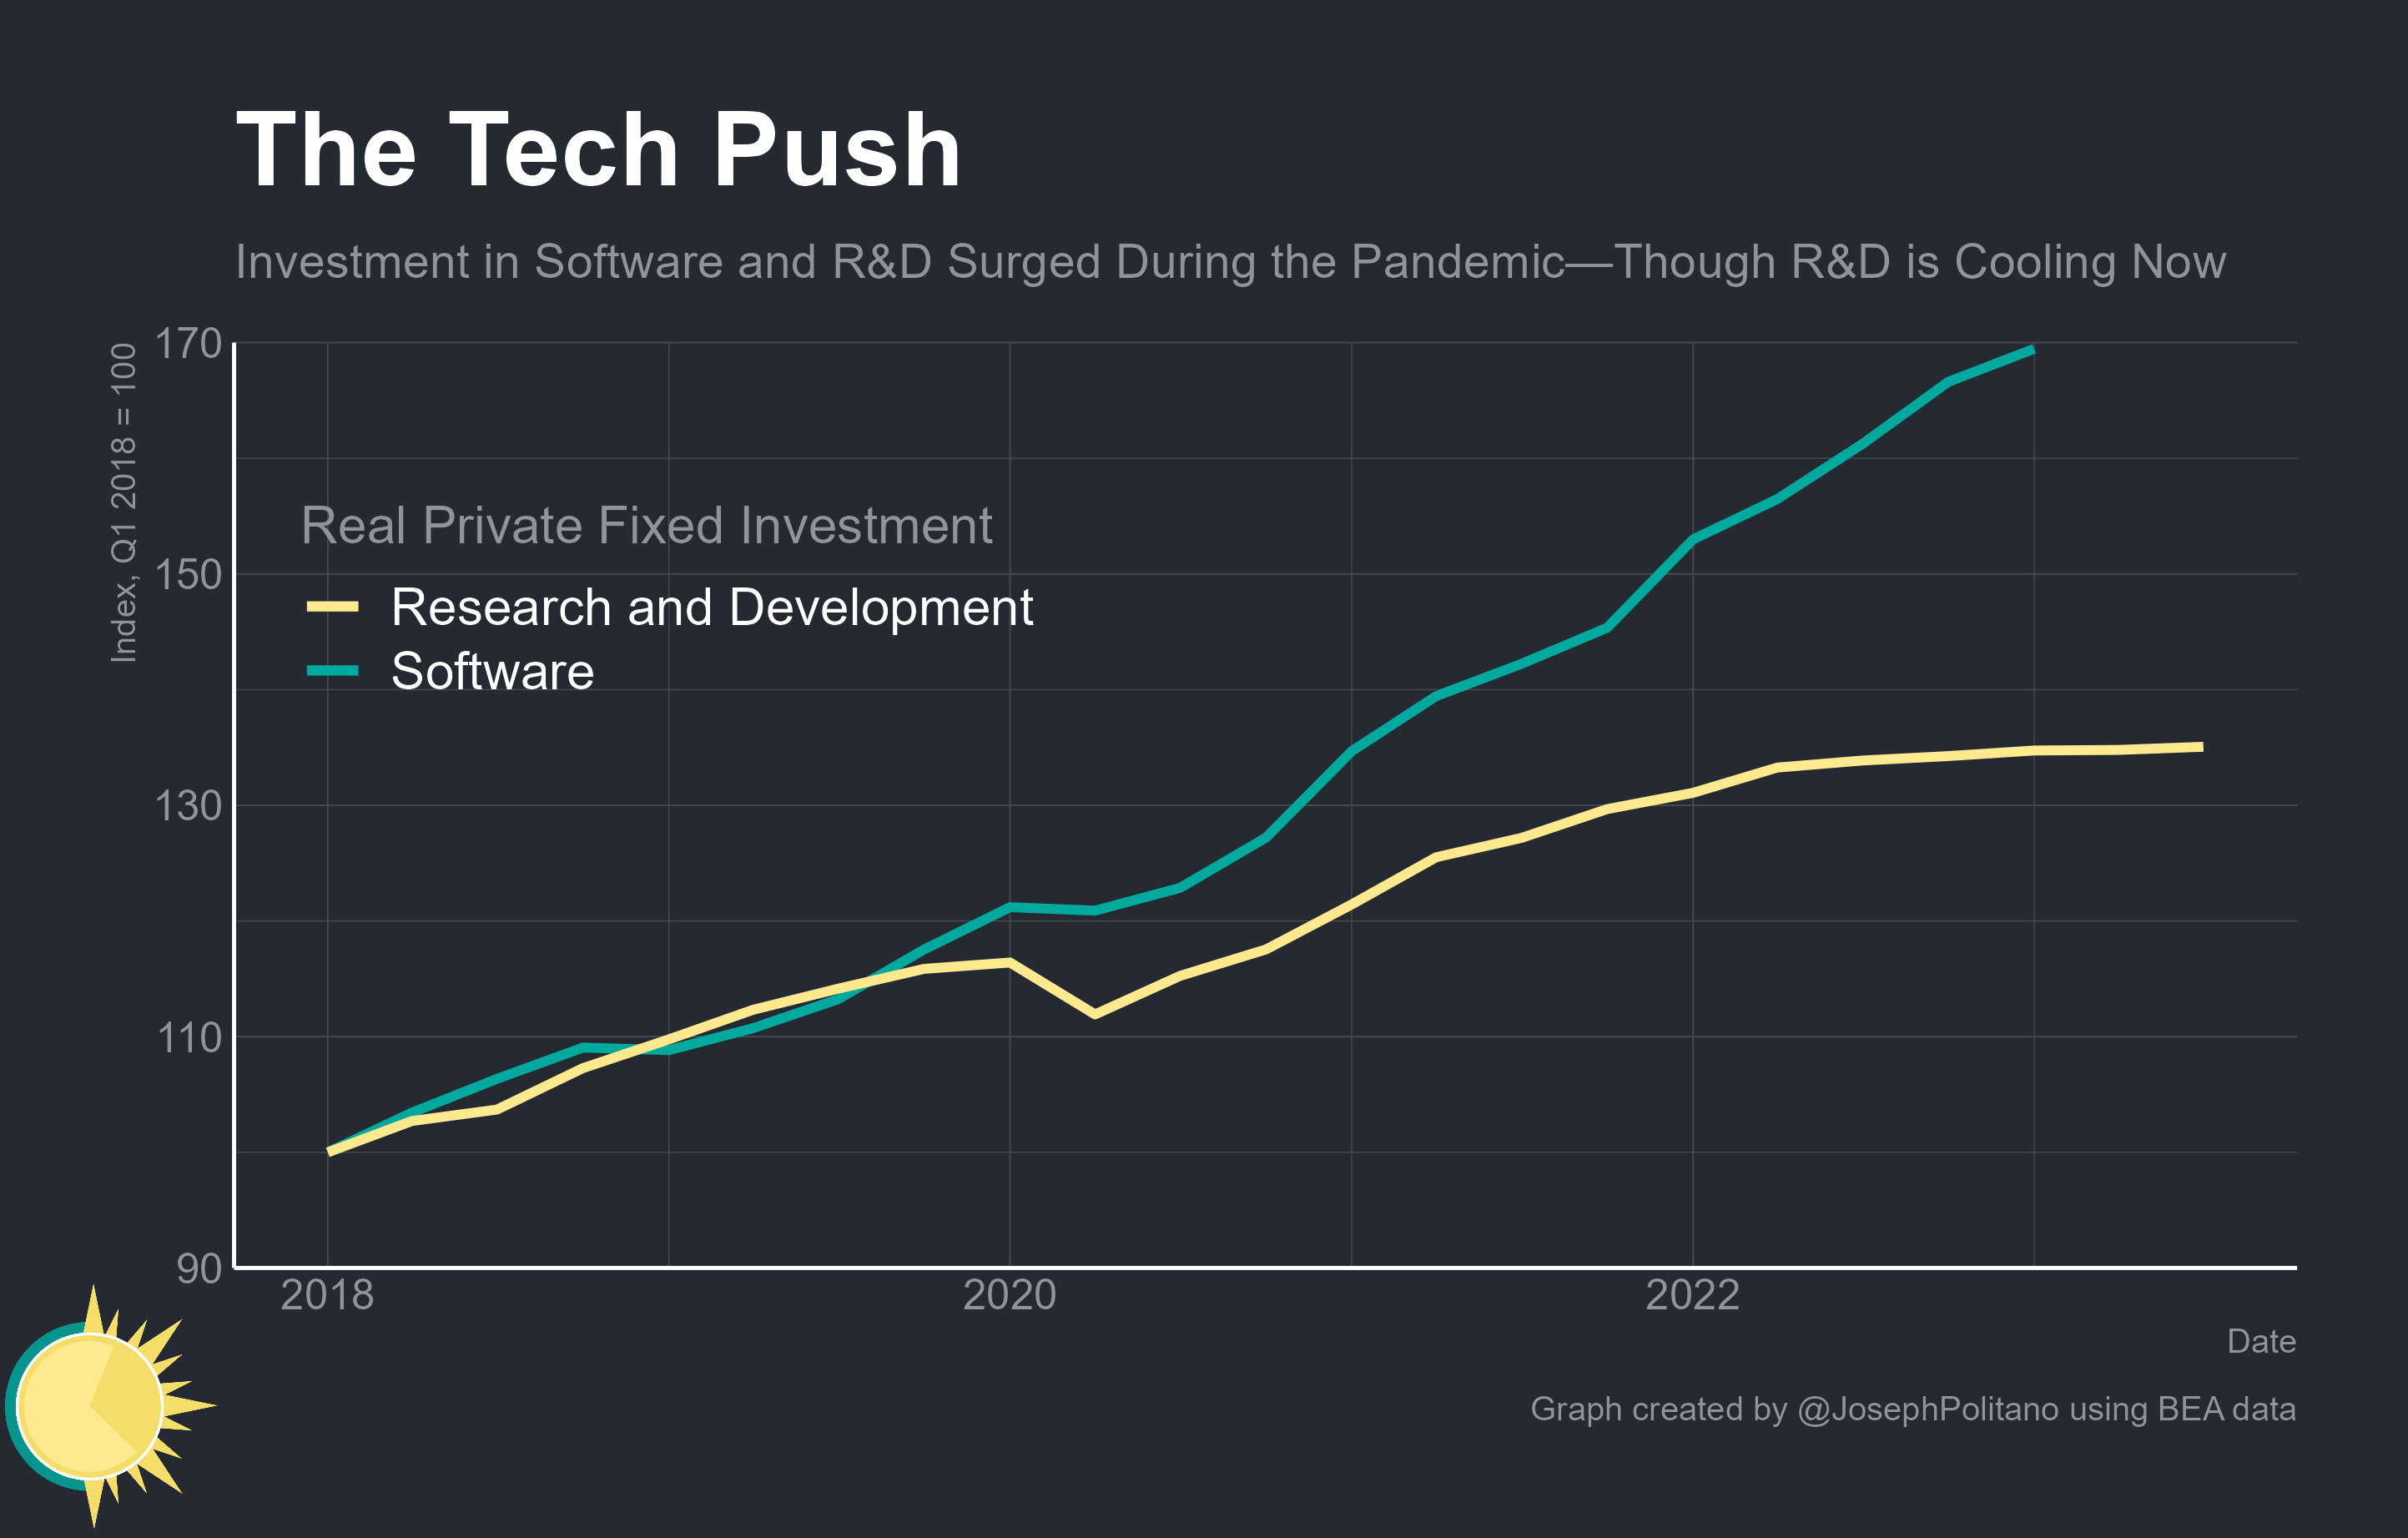 The Tech Push
Investment in Software and R&D Surged During the Pandemic—Though R&D is Cooling Now
Index, Q1 2018 = 100
170
150
130
110
90
Real Private Fixed Investment
Research and Development
Software
2018
2020
2022
Date
Graph created by @JosephPolitano using BEA data